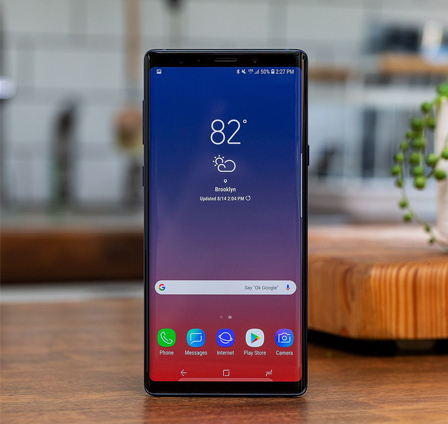 50% 2:27 PM
82°
Brooklyn
Updated 8/14 2:04 PM
G Say "Ok Google"
Phone Messages Internet Play Store Camera